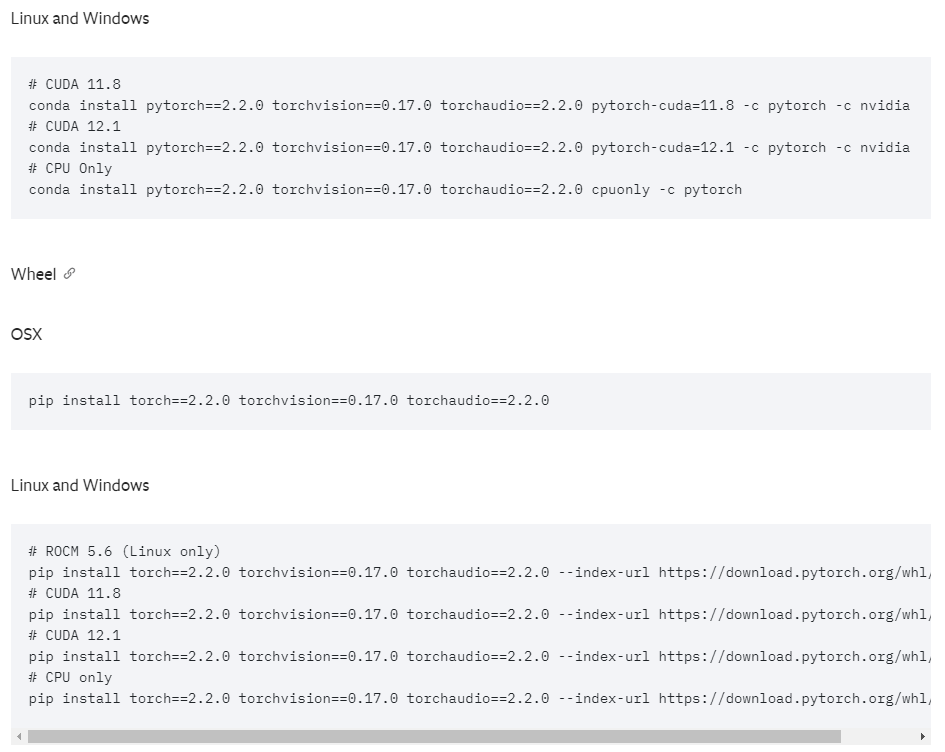 Linux and Windows
# CUDA 11.8
conda install pytorch==2.2.0 torchvision==0.17.0 torchaudio==2.2.0 pytorch-cuda=11.8 -c pytorch -c nvidia
# CUDA 12.1
conda install pytorch==2.2.0 torchvision==0.17.0 torchaudio==2.2.0 pytorch-cuda=12.1 -c pytorch -c nvidia
# CPU Only
conda install pytorch==2.2.0 torchvision==0.17.0 torchaudio==2.2.0 cpuonly -c pytorch
Wheel
OSX
pip install torch==2.2.0 torchvision==0.17.0 torchaudio==2.2.0
Linux and Windows
# ROCM 5.6 (Linux only)
pip install torch==2.2.0 torchvision==0.17.0 torchaudio==2.2.0 --index-url https://download.pytorch.org/whl/
# CUDA 11.8
pip install torch==2.2.0 torchvision==0.17.0 torchaudio==2.2.0 --index-url https://download.pytorch.org/whl/
# CUDA 12.1
pip install torch==2.2.0 torchvision==0.17.0 torchaudio==2.2.0 --index-url https://download.pytorch.org/whl/
# CPU only
pip install torch==2.2.0 torchvision==0.17.0 torchaudio==2.2.0 --index-url https://download.pytorch.org/whl/